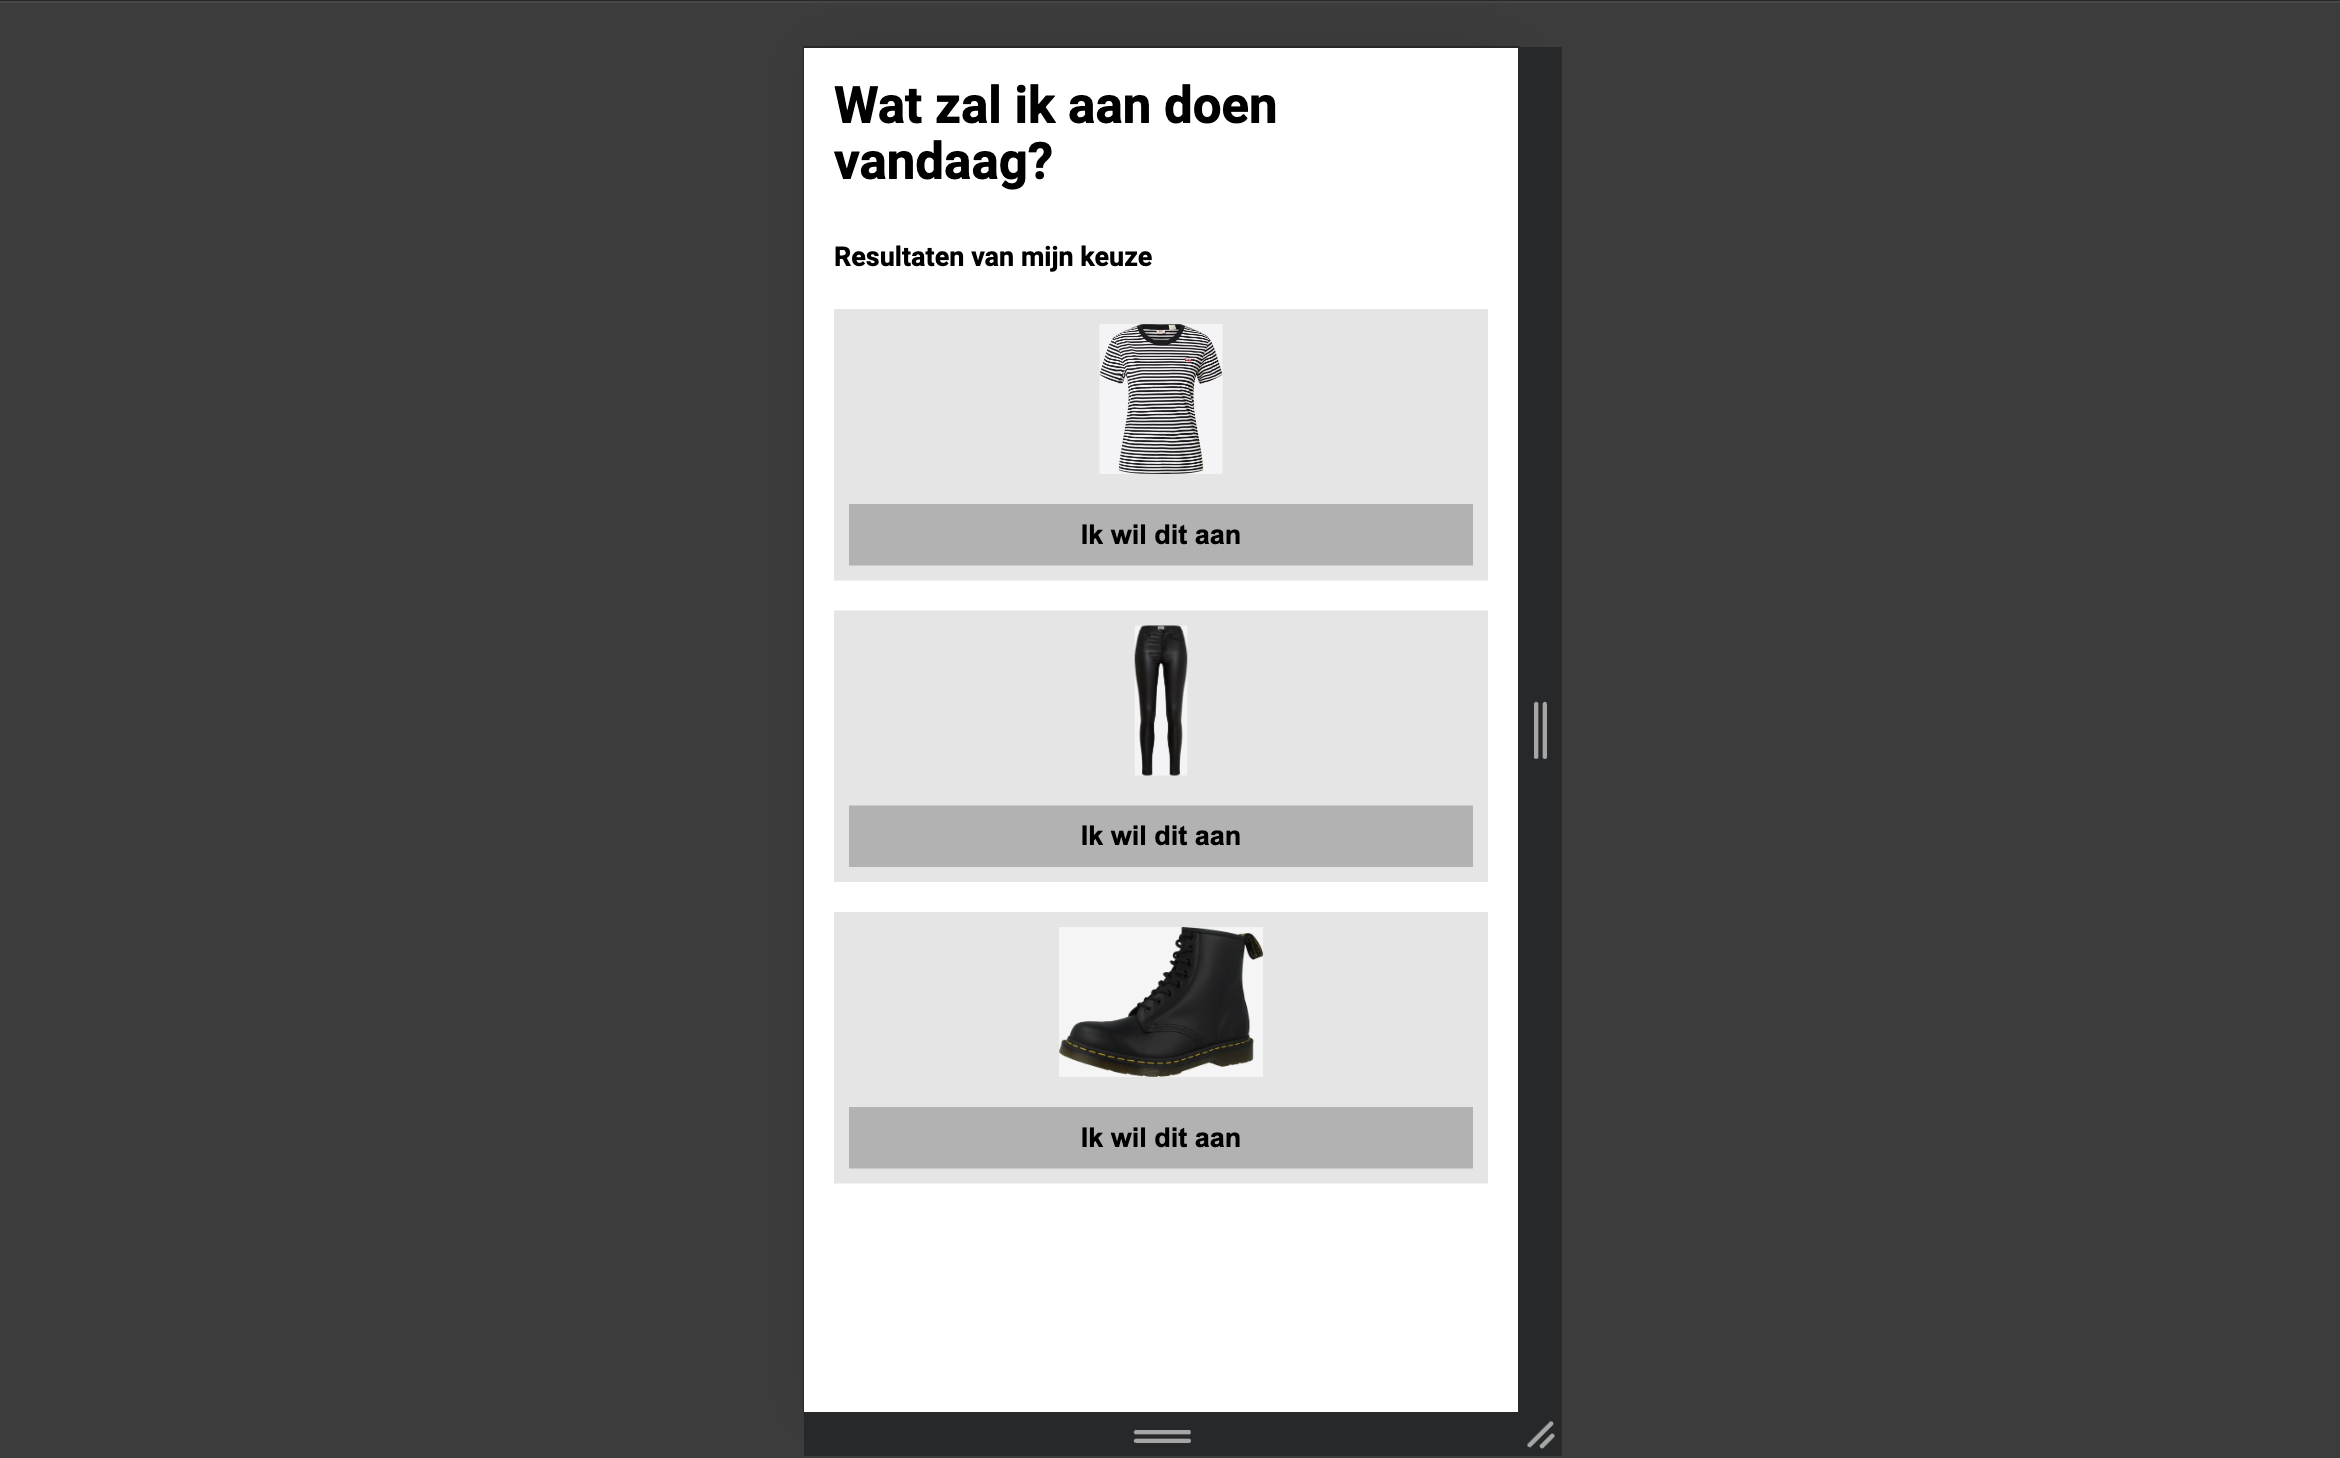 Wat zal ik aan doen
vandaag?
Resultaten van mijn keuze
Ik wil dit aan
Ik wil dit aan
Ik wil dit aan